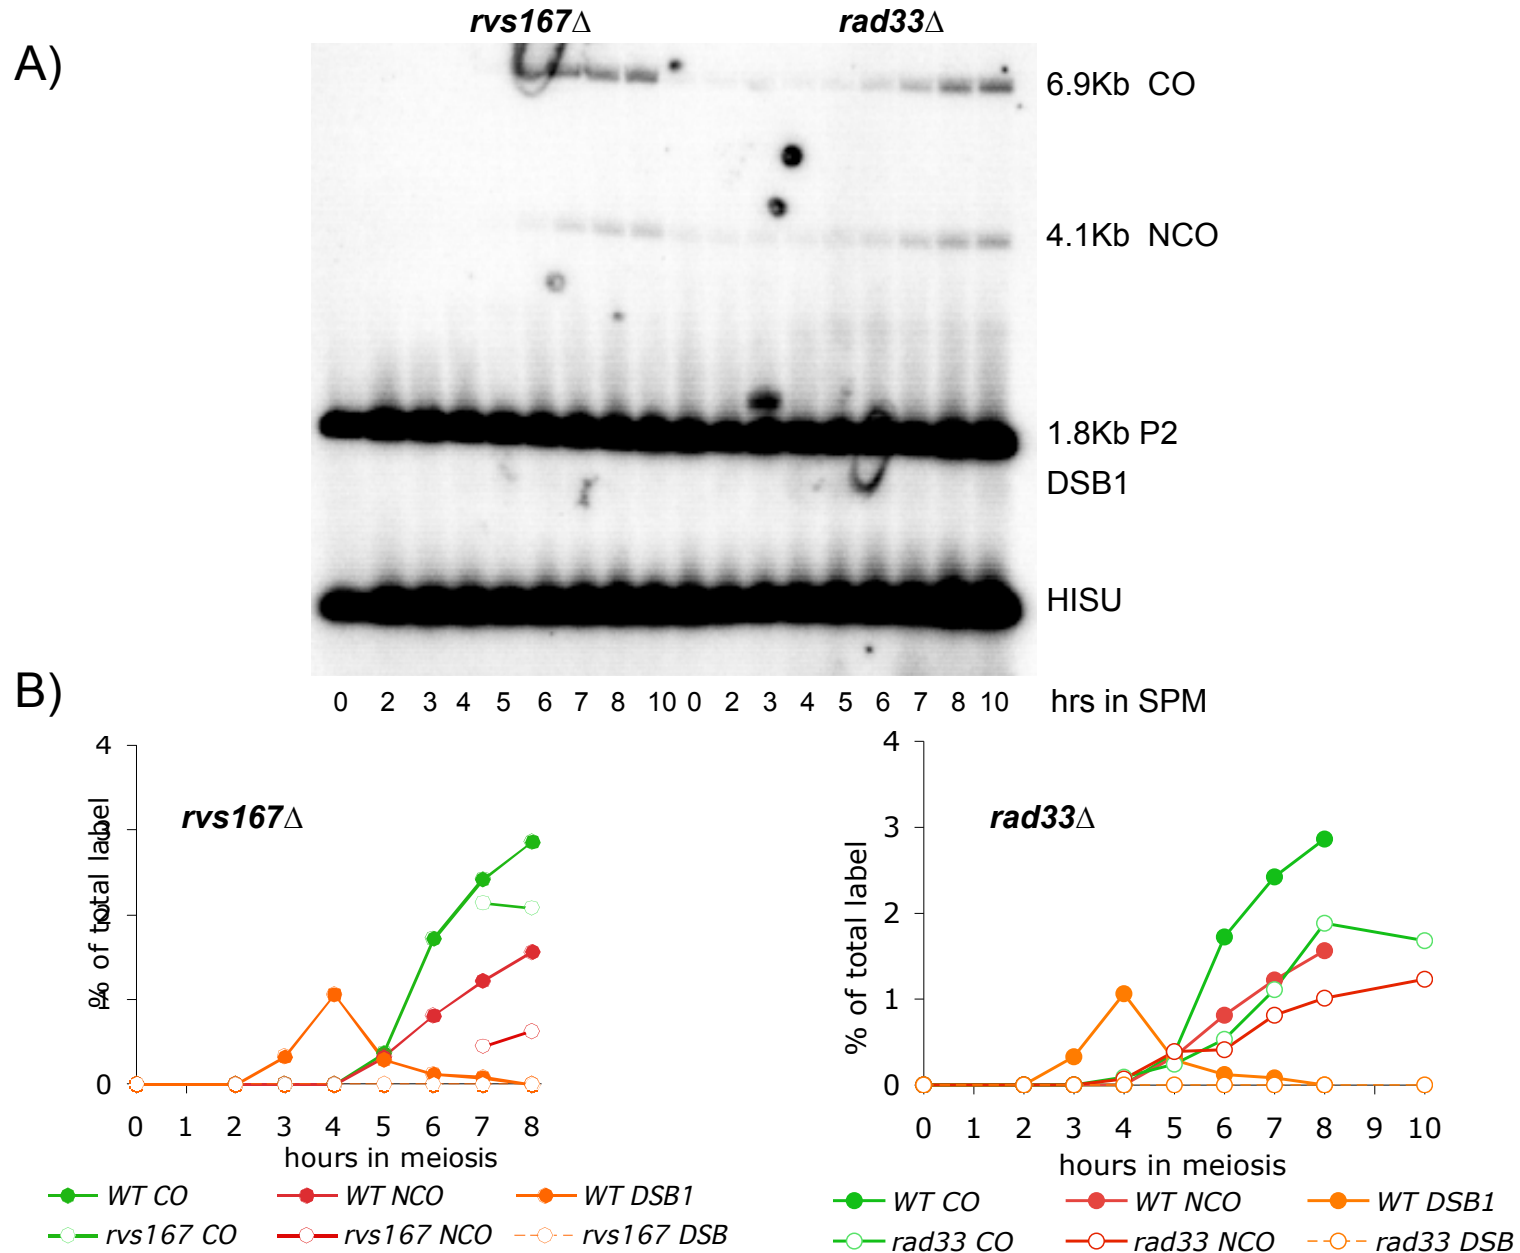 rvs167Δ rad33Δ
A)
6.9Kb CO
4.1Kb NCO
1.8Kb P2
DSB1
HISU
0 2 3 4 5 6 7 8 10 0 2 3 4 5 6 7 8 10 hrs in SPM
B)
% of total label
4
3
2
1
0
rvs167Δ
0 1 2 3 4 5 6 7 8
hours in meiosis
WT CO WT NCO WT DSB1
rvs167 CO rvs167 NCO rvs167 DSB
% of total label
4
3
2
1
0
rad33Δ
0 1 2 3 4 5 6 7 8 9 10
hours in meiosis
WT CO WT NCO WT DSB1
rad33 CO rad33 NCO rad33 DSB